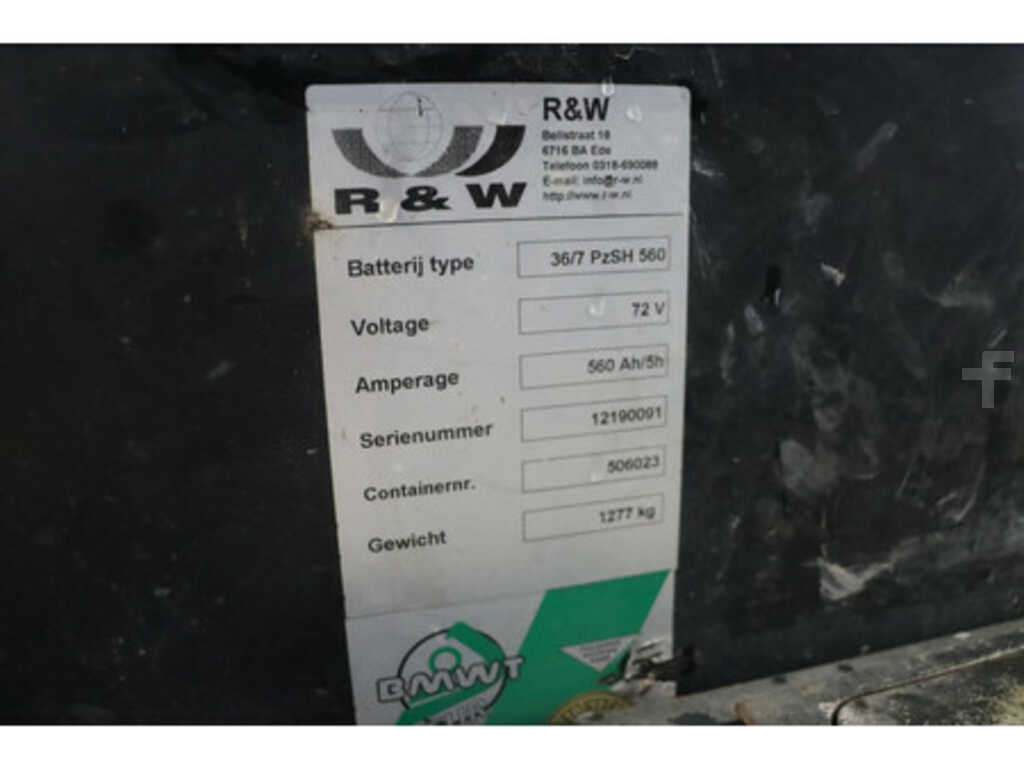 R&W
R&W
Bellstraat 18
6716 BA Ede
Telefoon 0318-690088
E-mail: info@r-w.nl
http://www.r-w.nl
Batterij type 36/7 PzSH 560
Voltage 72 V
Amperage 560 Ah/5h
Serienummer 12190091
Containernr. 506023
Gewicht 1277 kg
BMWT